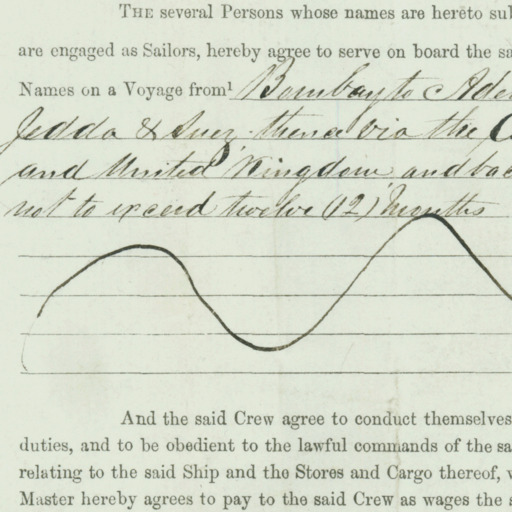 THE several Persons whose names are hereto sub
are engaged as Sailors, hereby agree to serve on board the sa
Names on a Voyage from¹ Bombay to Ade
Jedda & Suez thence via the C
and United Kingdom and bac
not to exceed twelve (12) Months
And the said Crew agree to conduct themselves
duties, and to be obedient to the lawful commands of the sa
relating to the said Ship and the Stores and Cargo thereof, w
Master hereby agrees to pay to the said Crew as wages the s